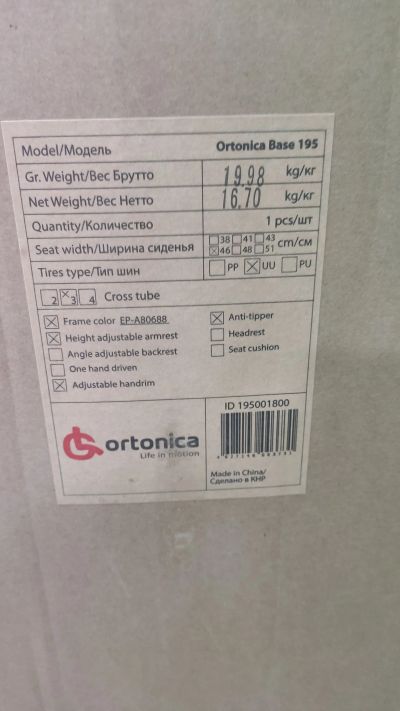 Model/Модель Ortonica Base 195
Gr. Weight/Вес Брутто 19.98 kg/кг
Net Weight/Вес Нетто 16.70 kg/кг
Quantity/Количество 1 pcs/шт
Seat width/Ширина сиденья 38 41 43 46 48 51 cm/см
Tires type/Тип шин PP UU PU
2 3 4 Cross tube
Frame color EP-A80688
Height adjustable armrest
Angle adjustable backrest
One hand driven
Adjustable handrim
Anti-tipper
Headrest
Seat cushion
ortonica
Life in motion
ID 195001800
Made in China/
Сделано в КНР